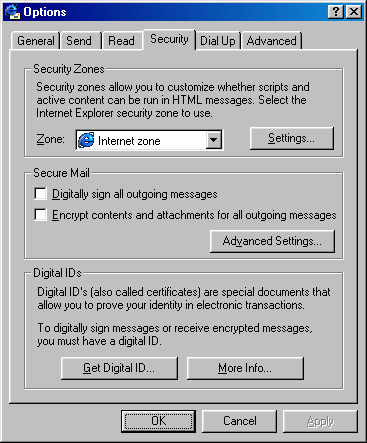 Options
General Send Read Security Dial Up Advanced
Security Zones
Security zones allow you to customize whether scripts and
active content can be run in HTML messages. Select the
Internet Explorer security zone to use.
Zone: Internet zone Settings...
Secure Mail
Digitally sign all outgoing messages
Encrypt contents and attachments for all outgoing messages
Advanced Settings...
Digital IDs
Digital ID's (also called certificates) are special documents that
allow you to prove your identity in electronic transactions.
To digitally sign messages or receive encrypted messages,
you must have a digital ID.
Get Digital ID... More Info...
OK Cancel Apply